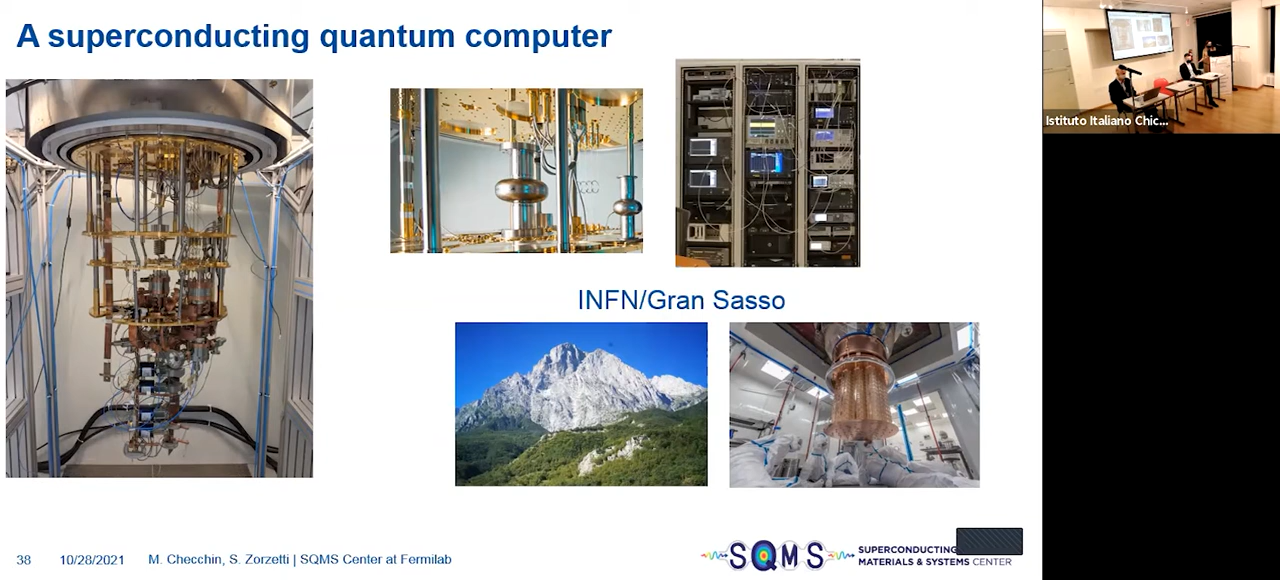 A superconducting quantum computer
Istituto Italiano Chic...
INFN/Gran Sasso
38 10/28/2021 M. Checchin, S. Zorzetti | SQMS Center at Fermilab
SQMS
SUPERCONDUCTING
MATERIALS & SYSTEMS CENTER